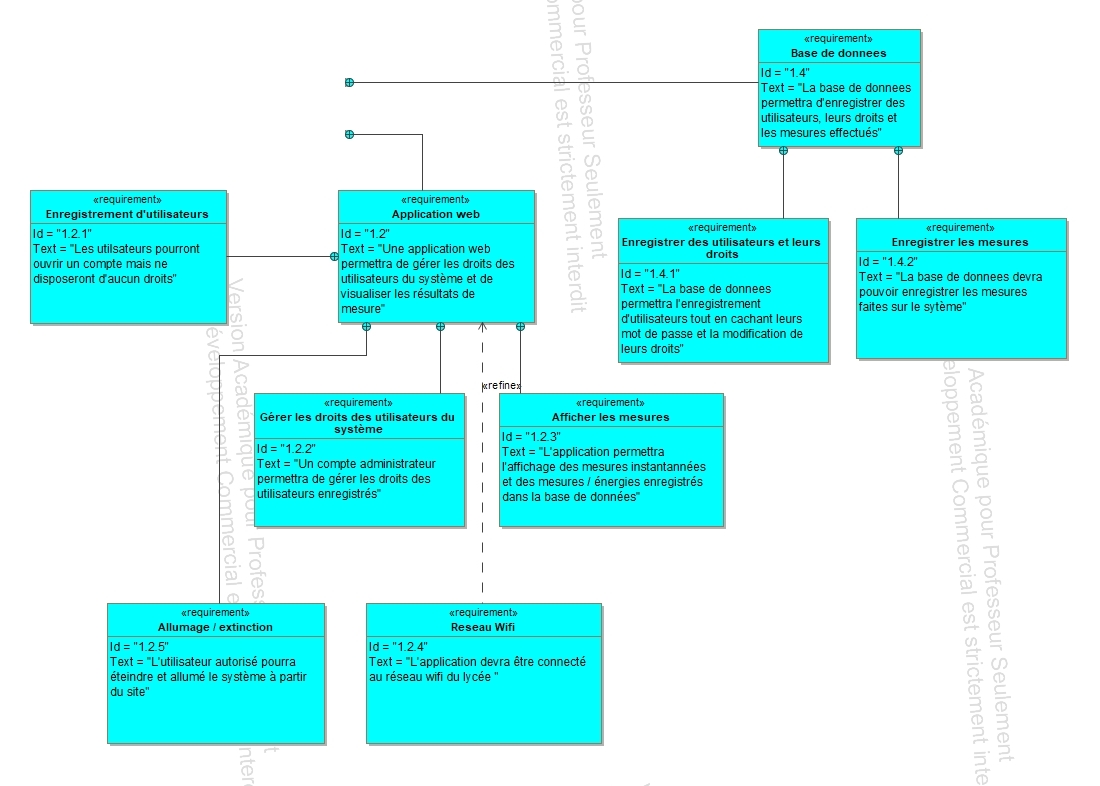 «requirement»
Base de donnees
Id = "1.4"
Text = "La base de donnees
permettra d'enregistrer des
utilisateurs, leurs droits et
les mesures effectués"
«requirement»
Enregistrement d'utilisateurs
Id = "1.2.1"
Text = "Les utilsateurs pourront
ouvrir un compte mais ne
disposeront d'aucun droits"
«requirement»
Application web
Id = "1.2"
Text = "Une application web
permettra de gérer les droits des
utilisateurs du système et de
visualiser les résultats de
mesure"
«requirement»
Enregistrer des utilisateurs et leurs
droits
Id = "1.4.1"
Text = "La base de donnees
permettra l'enregistrement
d'utilisateurs tout en cachant leurs
mot de passe et la modification de
leurs droits"
«requirement»
Enregistrer les mesures
Id = "1.4.2"
Text = "La base de donnees devra
pouvoir enregistrer les mesures
faites sur le sytème"
«refine»
«requirement»
Gèrer les droits des utilisateurs du
système
Id = "1.2.2"
Text = "Un compte administrateur
permettra de gérer les droits des
utilisateurs enregistrés"
«requirement»
Afficher les mesures
Id = "1.2.3"
Text = "L'application permettra
l'affichage des mesures instantannées
et des mesures / énergies enregistrés
dans la base de données"
«requirement»
Allumage / extinction
Id = "1.2.5"
Text = "L'utilisateur autorisé pourra
éteindre et allumé le système à partir
du site"
«requirement»
Reseau Wifi
Id = "1.2.4"
Text = "L'application devra être connecté
au réseau wifi du lycée "
pour Professeur Seulement
ommercial est strictement interdit
Version Académique pour Profess
éveloppement Commercial e
Académique pour Professeur Seulement
eloppement Commercial est strictement inte